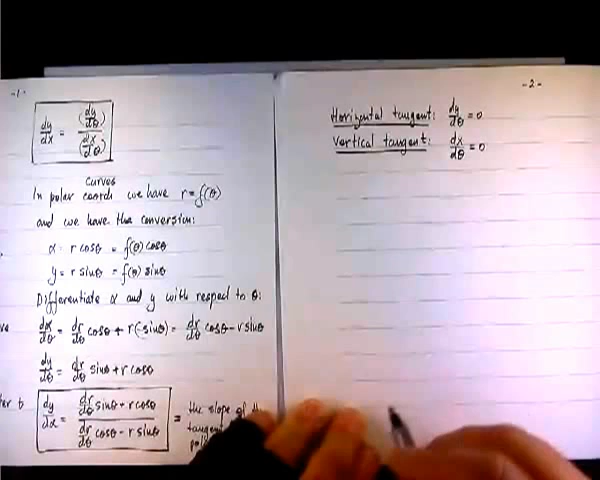 -1-
dy/dx = (dy/dθ)/(dx/dθ)
curves
In polar coord we have r = f(θ)
and we have the conversion:
x = r cosθ = f(θ) cosθ
y = r sinθ = f(θ) sinθ
Differentiate x and y with respect to θ:
dx/dθ = dr/dθ cosθ + r(-sinθ) = dr/dθ cosθ - r sinθ
dy/dθ = dr/dθ sinθ + r cosθ
dy/dx = (dr/dθ sinθ + r cosθ)/(dr/dθ cosθ - r sinθ) = the slope of
tangent
-2-
Horizontal tangent: dy/dθ = 0
Vertical tangent: dx/dθ = 0